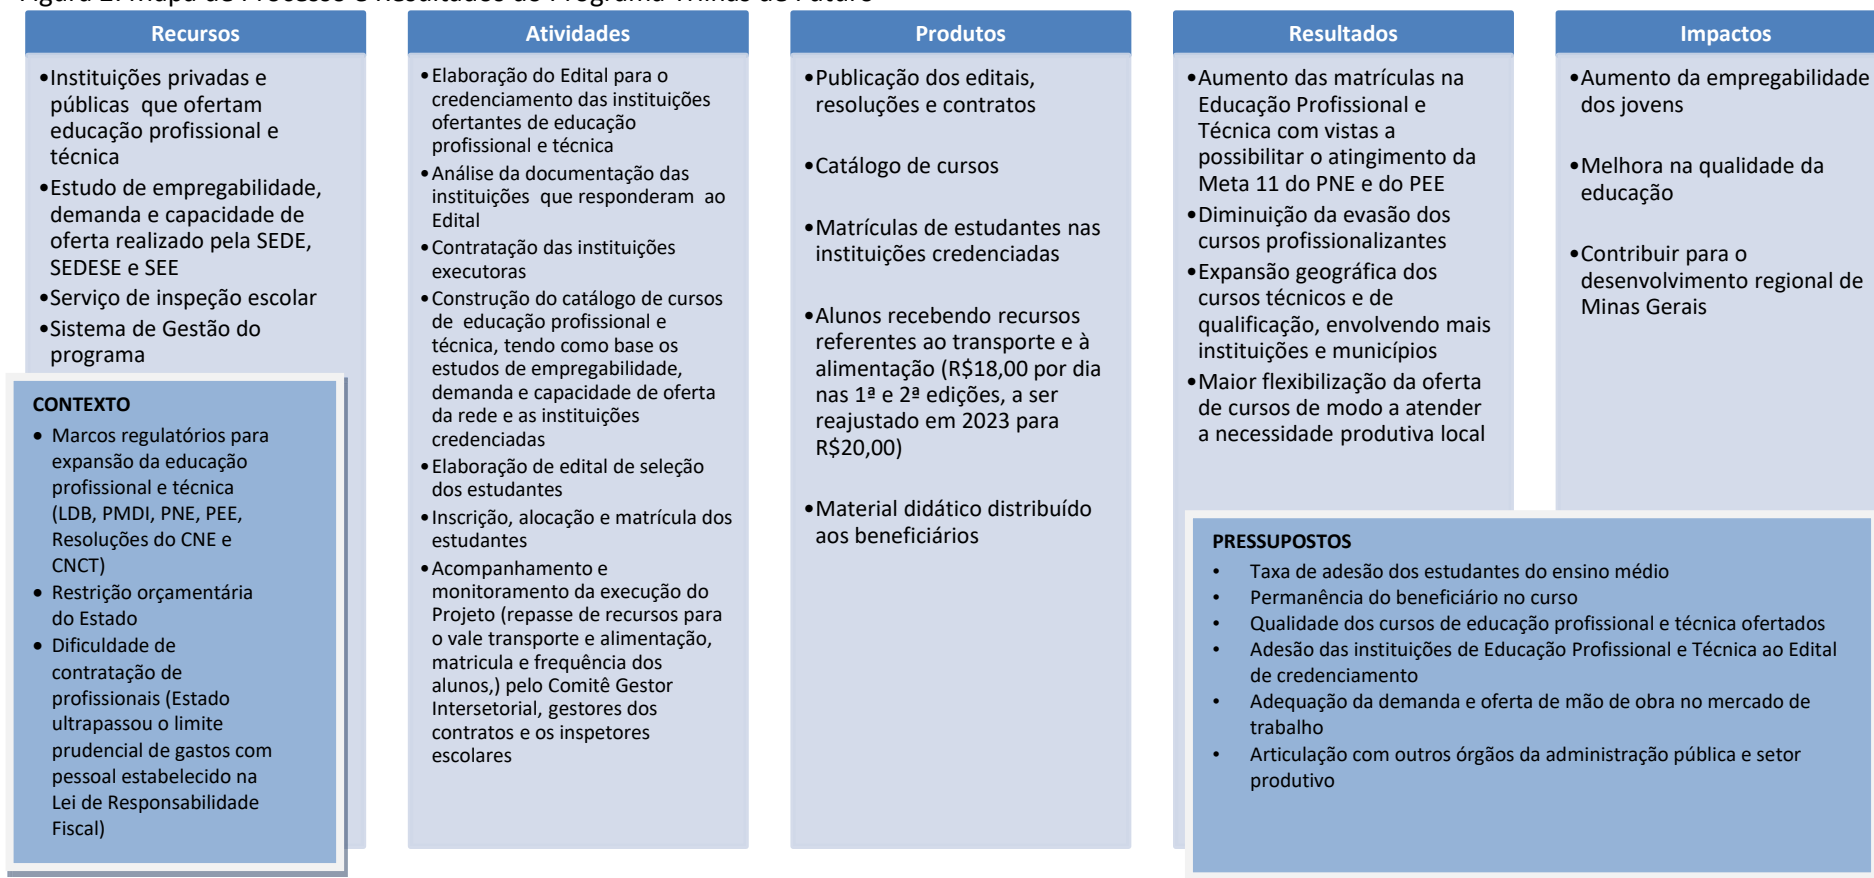 Figura 2: Mapa de Processo e Resultados do Programa Trilhas de Futuro
Recursos
•Instituições privadas e
públicas que ofertam
educação profissional e
técnica
•Estudo de empregabilidade,
demanda e capacidade de
oferta realizado pela SEDE,
SEDESE e SEE
•Serviço de inspeção escolar
•Sistema de Gestão do
programa
CONTEXTO
• Marcos regulatórios para
expansão da educação
profissional e técnica
(LDB, PMDI, PNE, PEE,
Resoluções do CNE e
CNCT)
• Restrição orçamentária
do Estado
• Dificuldade de
contratação de
profissionais (Estado
ultrapassou o limite
prudencial de gastos com
pessoal estabelecido na
Lei de Responsabilidade
Fiscal)
Atividades
•Elaboração do Edital para o
credenciamento das instituições
ofertantes de educação
profissional e técnica
•Análise da documentação das
instituições que responderam ao
Edital
•Contratação das instituições
executoras
•Construção do catálogo de cursos
de educação profissional e
técnica, tendo como base os
estudos de empregabilidade,
demanda e capacidade de oferta
da rede e as instituições
credenciadas
•Elaboração de edital de seleção
dos estudantes
•Inscrição, alocação e matrícula dos
estudantes
•Acompanhamento e
monitoramento da execução do
Projeto (repasse de recursos para
o vale transporte e alimentação,
matricula e frequência dos
alunos,) pelo Comitê Gestor
Intersetorial, gestores dos
contratos e os inspetores
escolares
Produtos
•Publicação dos editais,
resoluções e contratos
•Catálogo de cursos
•Matrículas de estudantes nas
instituições credenciadas
•Alunos recebendo recursos
referentes ao transporte e à
alimentação (R$18,00 por dia
nas 1ª e 2ª edições, a ser
reajustado em 2023 para
R$20,00)
•Material didático distribuído
aos beneficiários
Resultados
•Aumento das matrículas na
Educação Profissional e
Técnica com vistas a
possibilitar o atingimento da
Meta 11 do PNE e do PEE
•Diminuição da evasão dos
cursos profissionalizantes
•Expansão geográfica dos
cursos técnicos e de
qualificação, envolvendo mais
instituições e municípios
•Maior flexibilização da oferta
de cursos de modo a atender
a necessidade produtiva local
Impactos
•Aumento da empregabilidade
dos jovens
•Melhora na qualidade da
educação
•Contribuir para o
desenvolvimento regional de
Minas Gerais
PRESSUPOSTOS
• Taxa de adesão dos estudantes do ensino médio
• Permanência do beneficiário no curso
• Qualidade dos cursos de educação profissional e técnica ofertados
• Adesão das instituições de Educação Profissional e Técnica ao Edital
de credenciamento
• Adequação da demanda e oferta de mão de obra no mercado de
trabalho
• Articulação com outros órgãos da administração pública e setor
produtivo